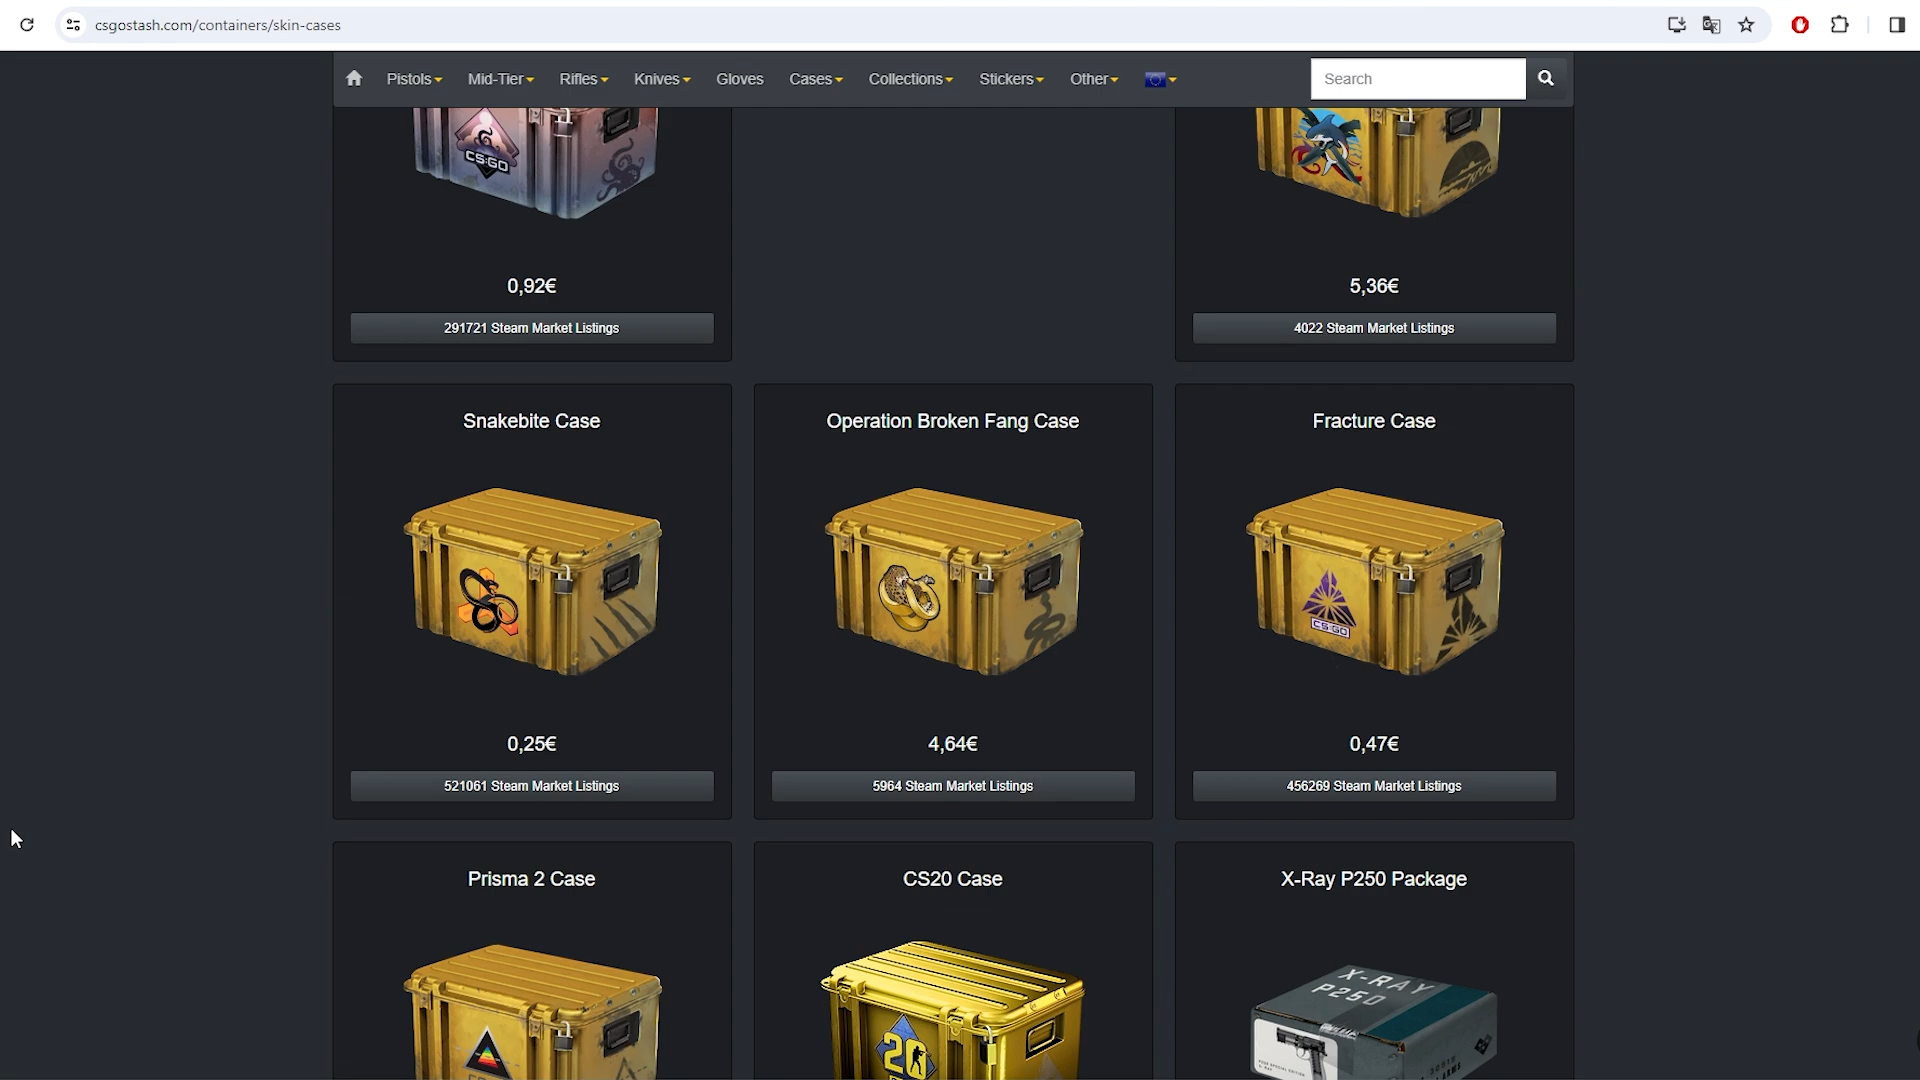 csgostash.com/containers/skin-cases
Pistols Mid-Tier Rifles Knives Gloves Cases Collections Stickers Other Search
CS:GO
0,92€ 5,36€
291721 Steam Market Listings 4022 Steam Market Listings
Snakebite Case Operation Broken Fang Case Fracture Case
CS:GO
0,25€ 4,64€ 0,47€
521061 Steam Market Listings 5964 Steam Market Listings 456269 Steam Market Listings
Prisma 2 Case CS20 Case X-Ray P250 Package
X-RAY
P250
20